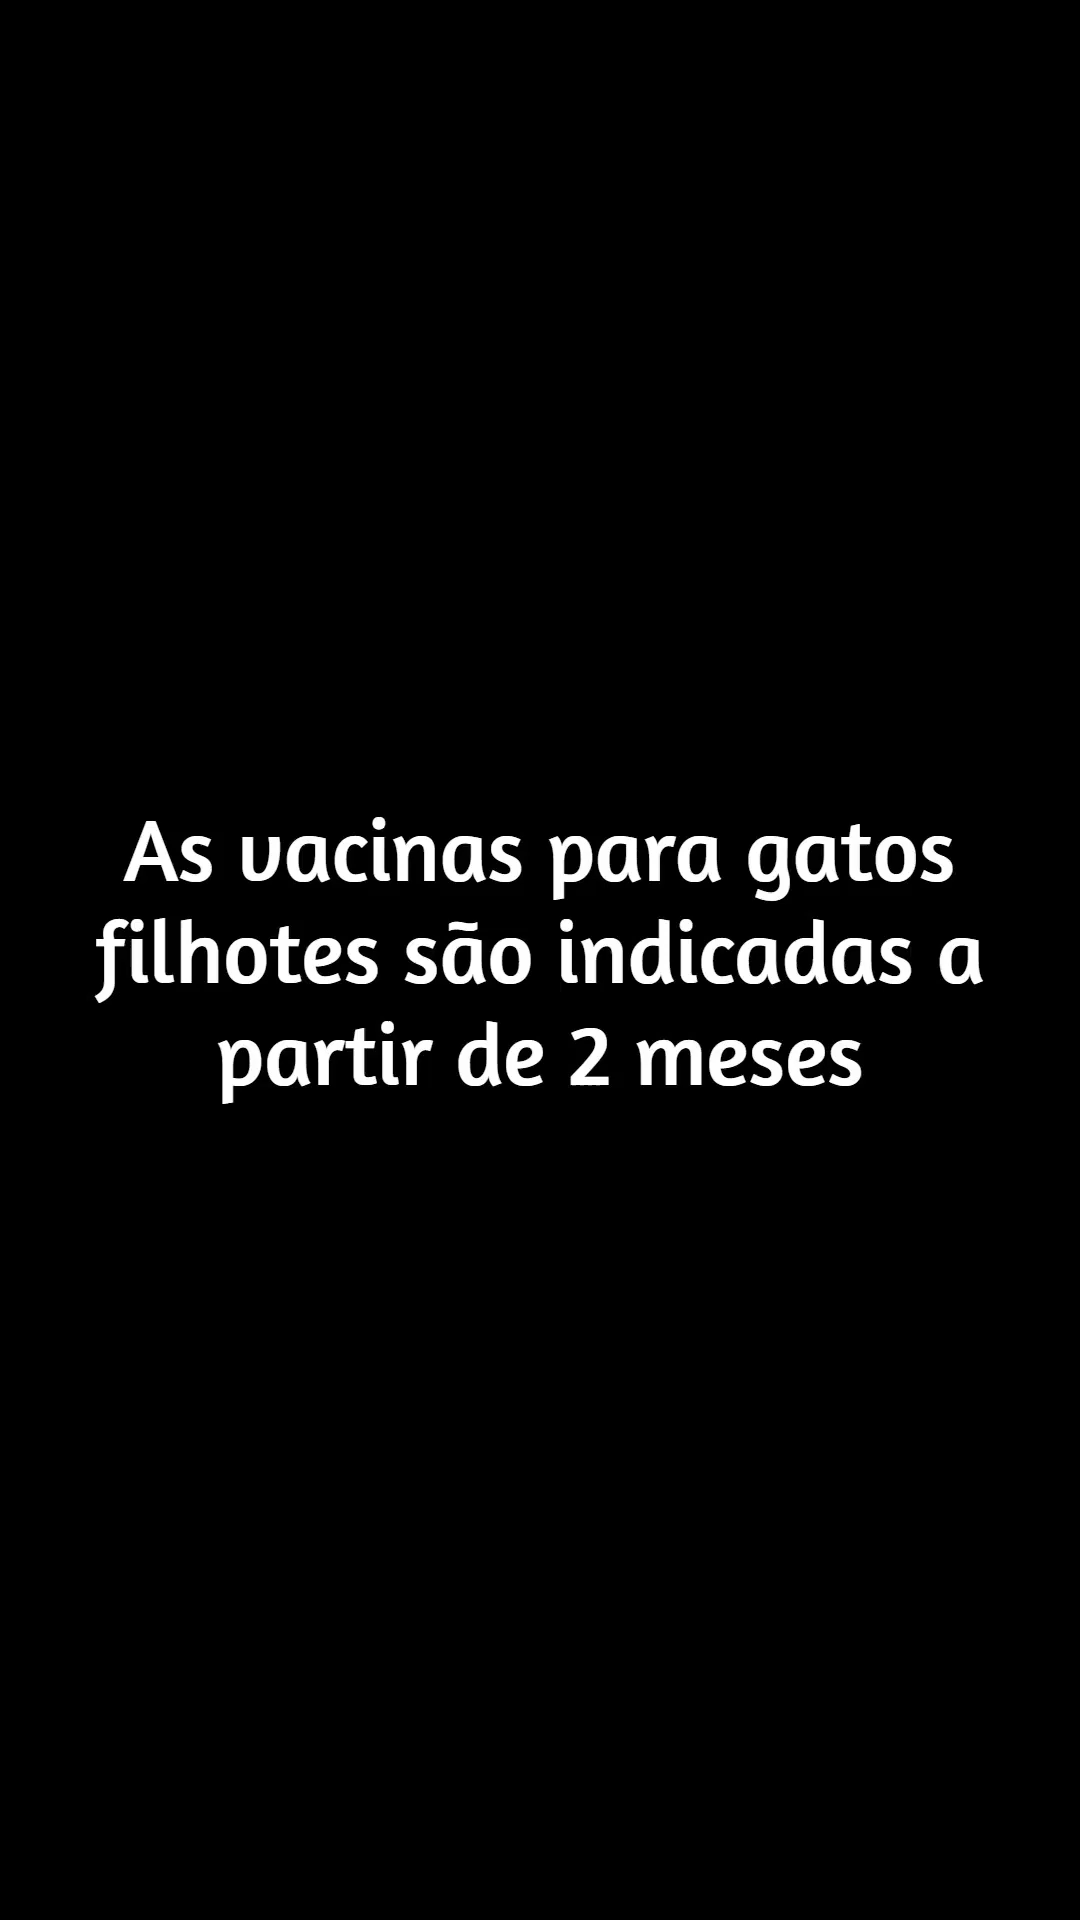 As vacinas para gatos
filhotes são indicadas a
partir de 2 meses